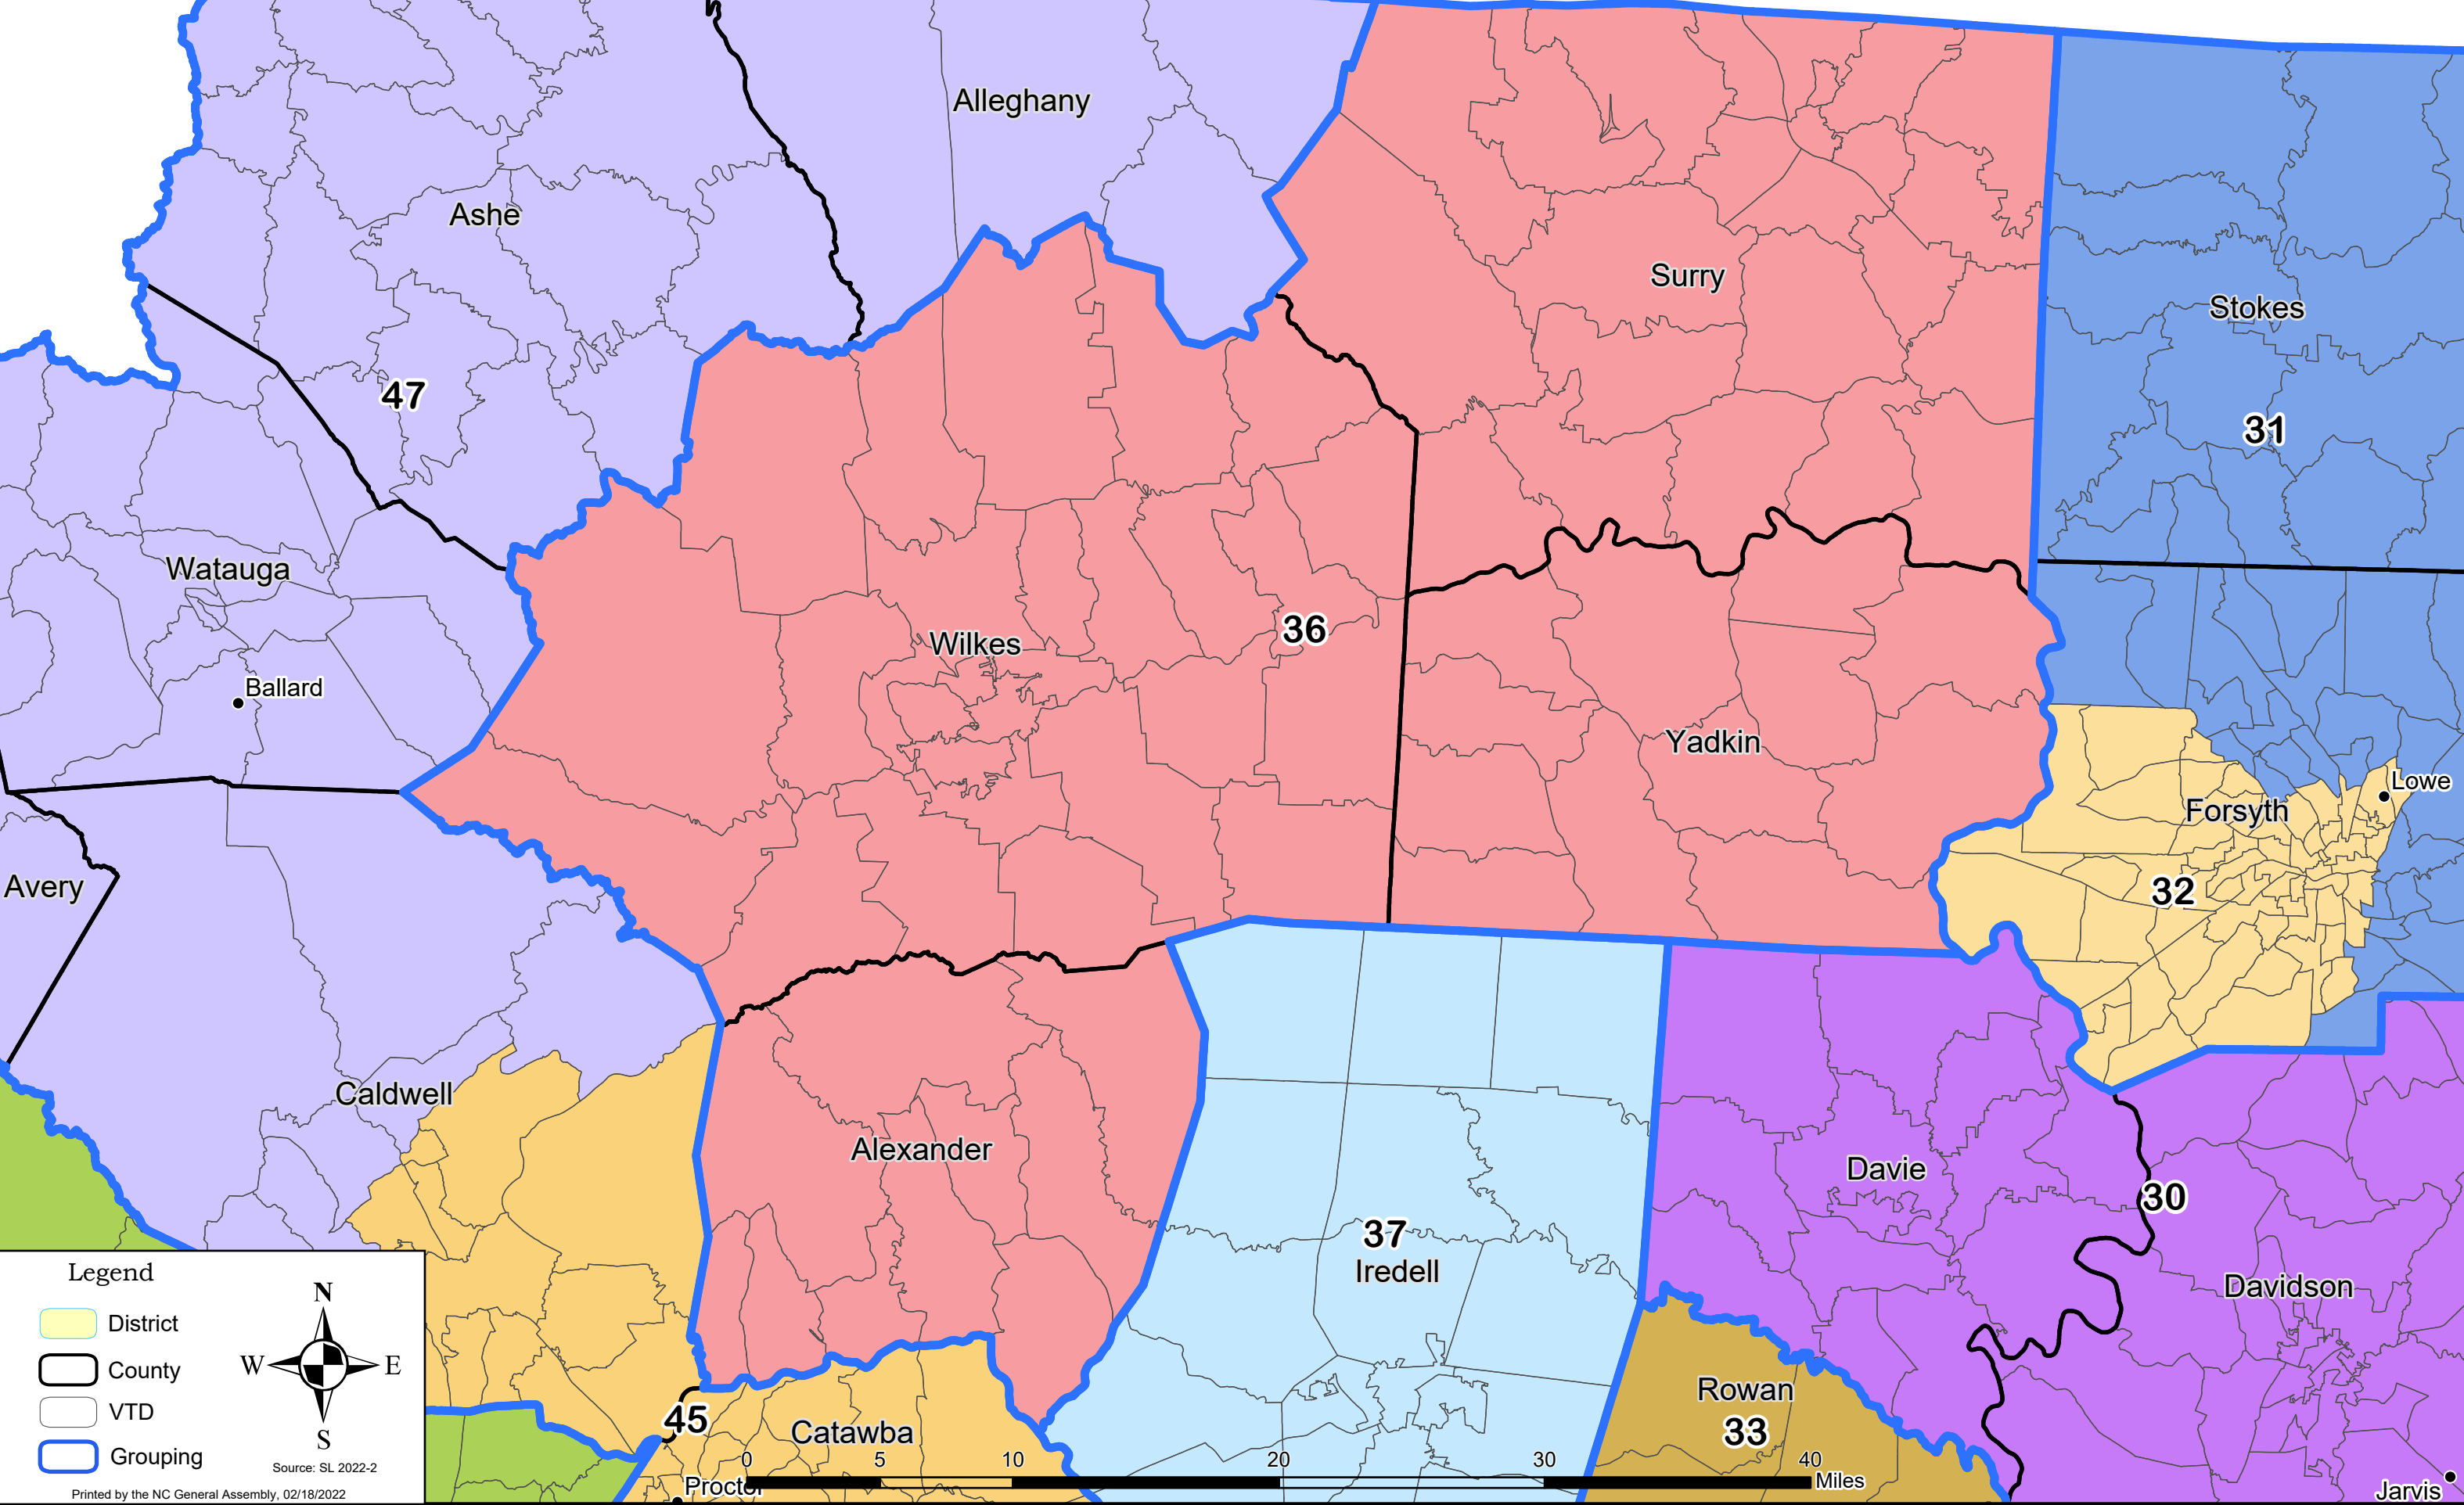 Alleghany
Ashe
Surry
Stokes
47
31
Watauga
Wilkes
36
Ballard
Yadkin
Lowe
Forsyth
Avery
32
Caldwell
Alexander
Davie
30
37
Iredell
Davidson
Rowan
33
45
Catawba
Proctor
Jarvis
0 5 10 20 30 40
Miles
Legend
District
County
VTD
Grouping
N
W E
S
Source: SL 2022-2
Printed by the NC General Assembly, 02/18/2022